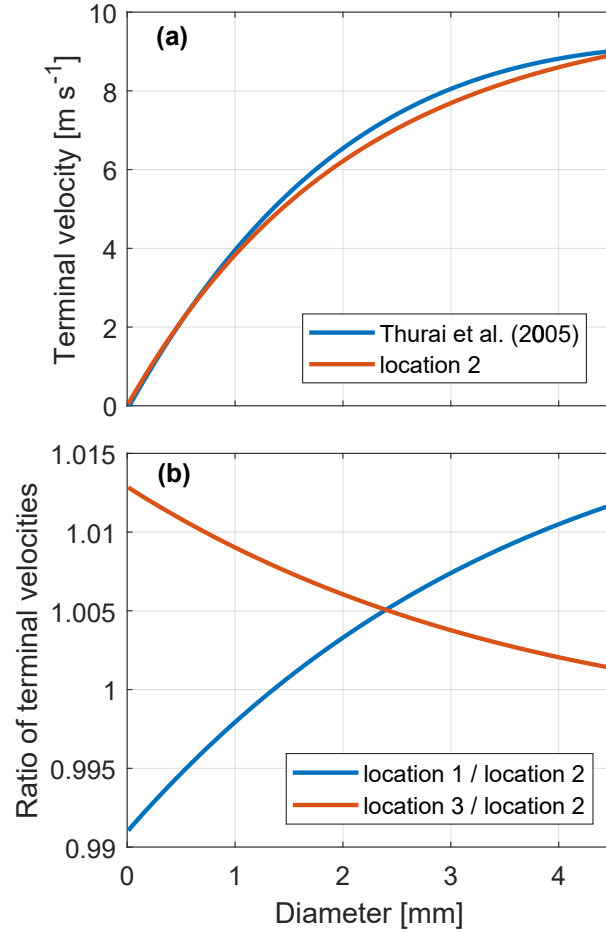 (a)
Terminal velocity [m s⁻¹]
10
8
6
4
2
0
Thurai et al. (2005)
location 2
(b)
Ratio of terminal velocities
1.015
1.01
1.005
1
0.995
0.99
location 1 / location 2
location 3 / location 2
0 1 2 3 4
Diameter [mm]